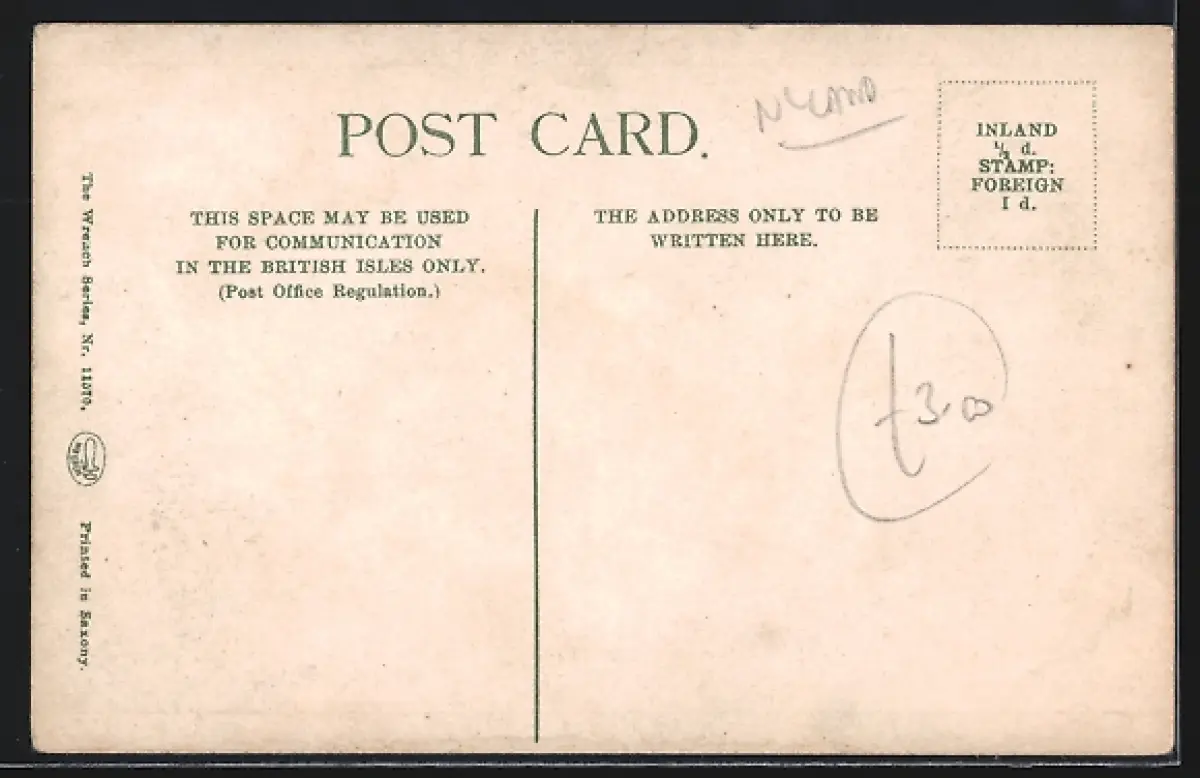 POST CARD.
INLAND
½ d.
STAMP:
FOREIGN
1 d.
THIS SPACE MAY BE USED
FOR COMMUNICATION
IN THE BRITISH ISLES ONLY.
(Post Office Regulation.)
THE ADDRESS ONLY TO BE
WRITTEN HERE.
£3.00
The Wrench Series, Nr. 11070.
Printed in Saxony.